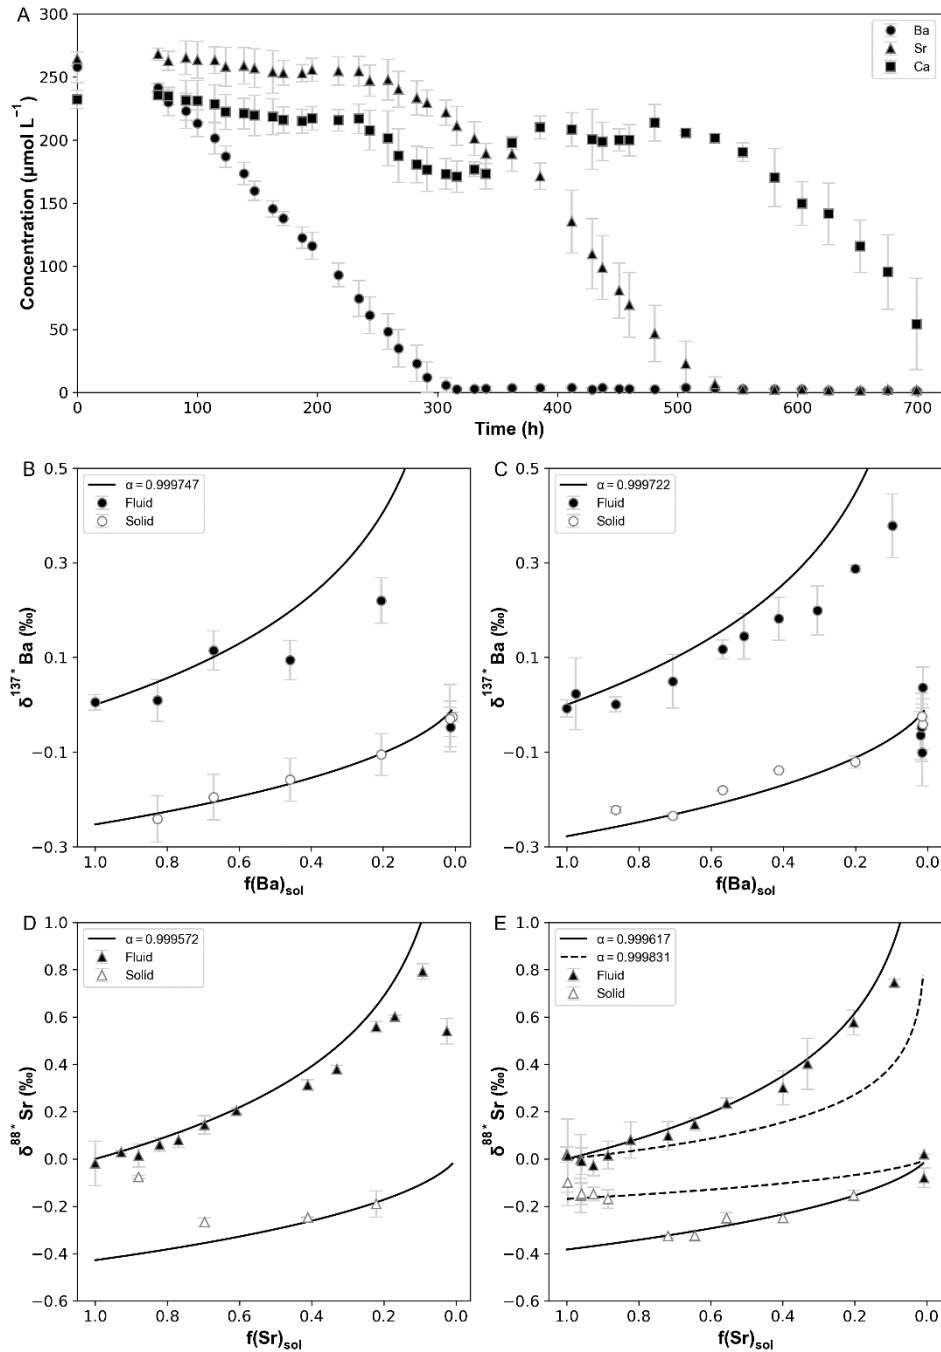 A
300
250
200
150
100
50
0
Concentration (μmol L⁻¹)
Ba
Sr
Ca
0 100 200 300 400 500 600 700
Time (h)
B
0.5
0.3
0.1
−0.1
−0.3
δ¹³⁷* Ba (‰)
α = 0.999747
Fluid
Solid
1.0 0.8 0.6 0.4 0.2 0.0
f(Ba)sol
C
0.5
0.3
0.1
−0.1
−0.3
δ¹³⁷* Ba (‰)
α = 0.999722
Fluid
Solid
1.0 0.8 0.6 0.4 0.2 0.0
f(Ba)sol
D
1.0
0.8
0.6
0.4
0.2
0.0
−0.2
−0.4
−0.6
δ⁸⁸* Sr (‰)
α = 0.999572
Fluid
Solid
1.0 0.8 0.6 0.4 0.2 0.0
f(Sr)sol
E
1.0
0.8
0.6
0.4
0.2
0.0
−0.2
−0.4
−0.6
δ⁸⁸* Sr (‰)
α = 0.999617
α = 0.999831
Fluid
Solid
1.0 0.8 0.6 0.4 0.2 0.0
f(Sr)sol